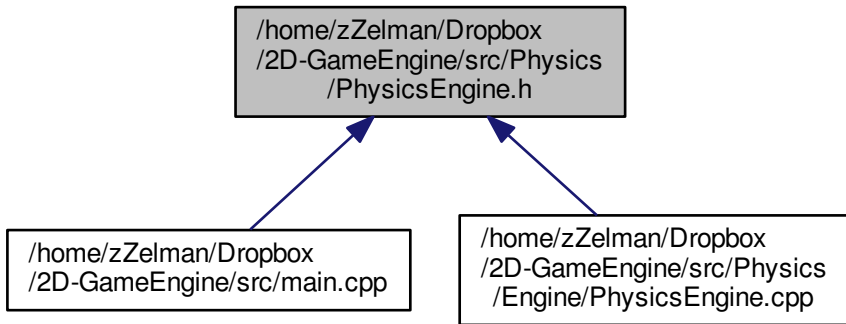 /home/zZelman/Dropbox
/2D-GameEngine/src/Physics
/PhysicsEngine.h
/home/zZelman/Dropbox
/2D-GameEngine/src/main.cpp
/home/zZelman/Dropbox
/2D-GameEngine/src/Physics
/Engine/PhysicsEngine.cpp